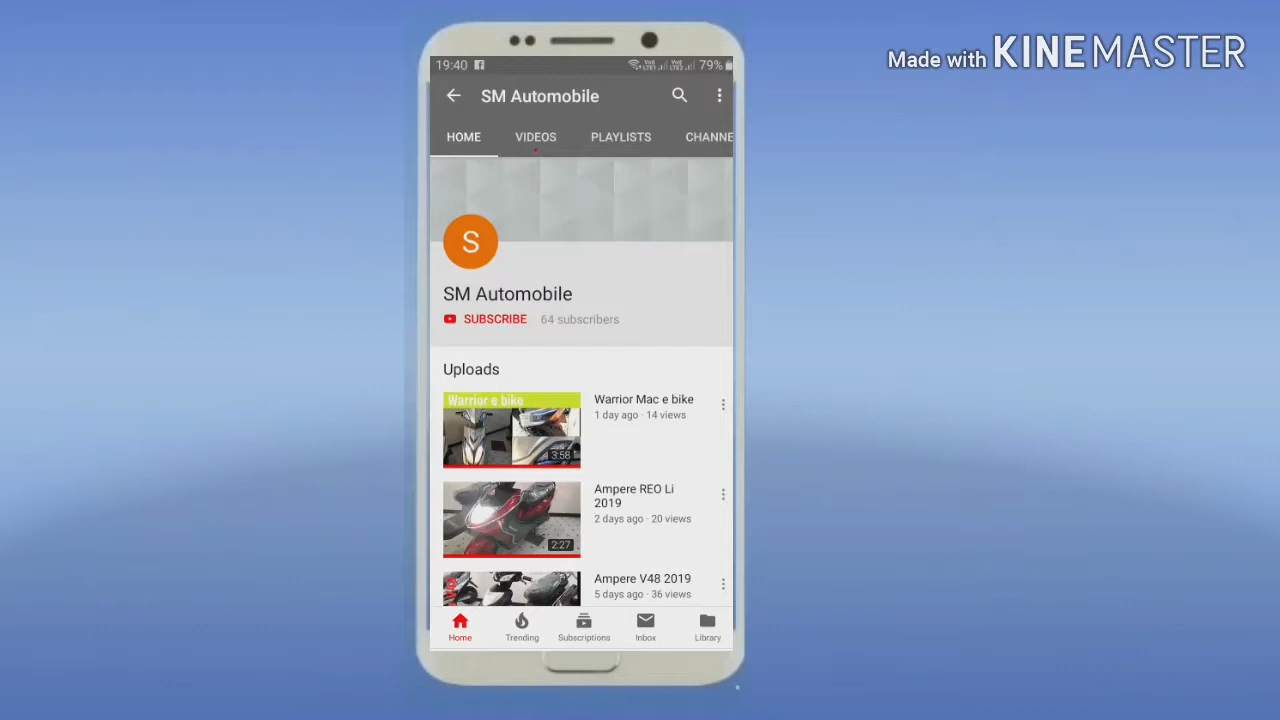 Made with KINEMASTER
19:40 79%
SM Automobile
HOME VIDEOS PLAYLISTS CHANNE
S
SM Automobile
SUBSCRIBE 64 subscribers
Uploads
Warrior e bike
3:58
Warrior Mac e bike
1 day ago · 14 views
2:27
Ampere REO Li
2019
2 days ago · 20 views
Ampere V48 2019
5 days ago · 36 views
Home Trending Subscriptions Inbox Library